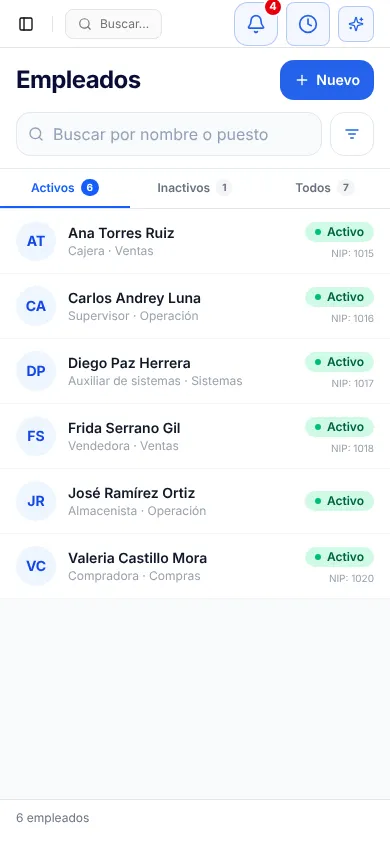 Buscar...
4
Empleados
+ Nuevo
Buscar por nombre o puesto
Activos 6
Inactivos 1
Todos 7
AT
Ana Torres Ruiz
Cajera · Ventas
Activo
NIP: 1015
CA
Carlos Andrey Luna
Supervisor · Operación
Activo
NIP: 1016
DP
Diego Paz Herrera
Auxiliar de sistemas · Sistemas
Activo
NIP: 1017
FS
Frida Serrano Gil
Vendedora · Ventas
Activo
NIP: 1018
JR
José Ramírez Ortiz
Almacenista · Operación
Activo
VC
Valeria Castillo Mora
Compradora · Compras
Activo
NIP: 1020
6 empleados